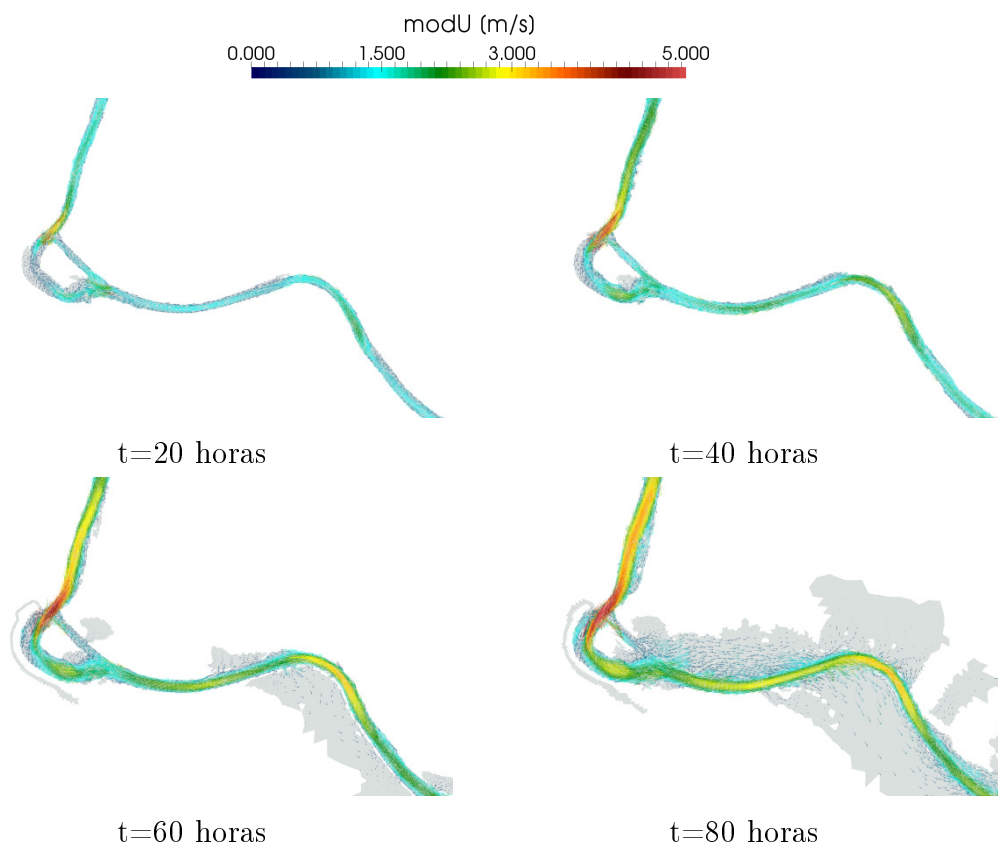 modU (m/s)
0.000 1.500 3.000 5.000
t=20 horas
t=40 horas
t=60 horas
t=80 horas